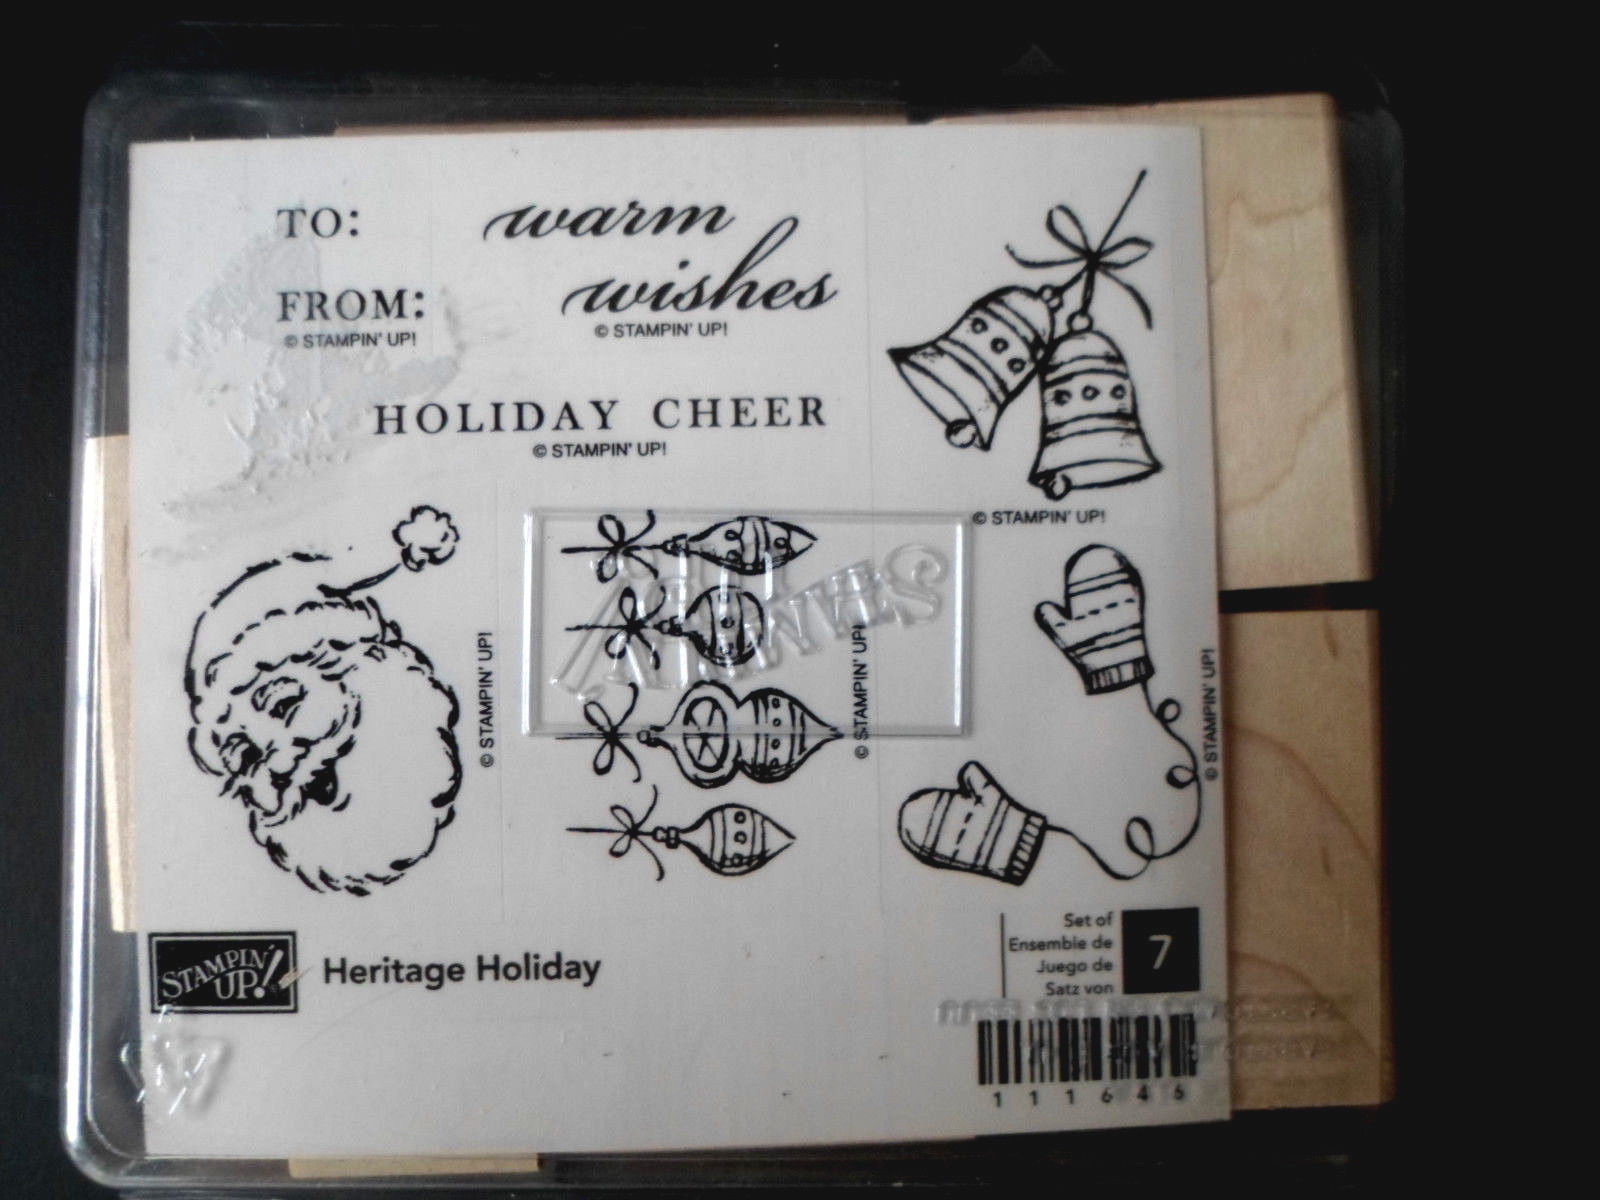 TO:
FROM:
© STAMPIN' UP!
warm
wishes
© STAMPIN' UP!
HOLIDAY CHEER
© STAMPIN' UP!
© STAMPIN' UP!
© STAMPIN' UP!
© STAMPIN' UP!
© STAMPIN' UP!
STAMPIN'
UP!
Heritage Holiday
Set of
Ensemble de
Juego de
Satz von
7
111646